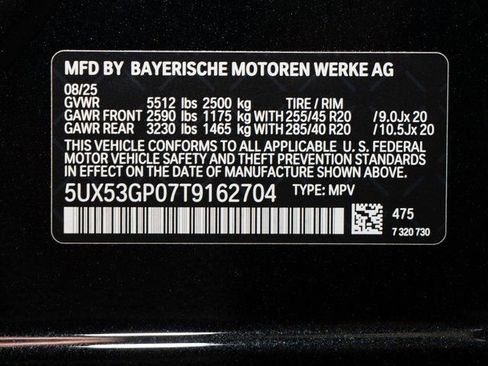 MFD BY BAYERISCHE MOTOREN WERKE AG
08/25
GVWR 5512 lbs 2500 kg TIRE / RIM
GAWR FRONT 2590 lbs 1175 kg WITH 255/45 R20 / 9.0Jx 20
GAWR REAR 3230 lbs 1465 kg WITH 285/40 R20 / 10.5Jx 20
THIS VEHICLE CONFORMS TO ALL APPLICABLE U. S. FEDERAL
MOTOR VEHICLE SAFETY AND THEFT PREVENTION STANDARDS
IN EFFECT ON THE DATE OF MANUFACTURE SHOWN ABOVE.
5UX53GP07T9162704 TYPE: MPV
475
7 320 730